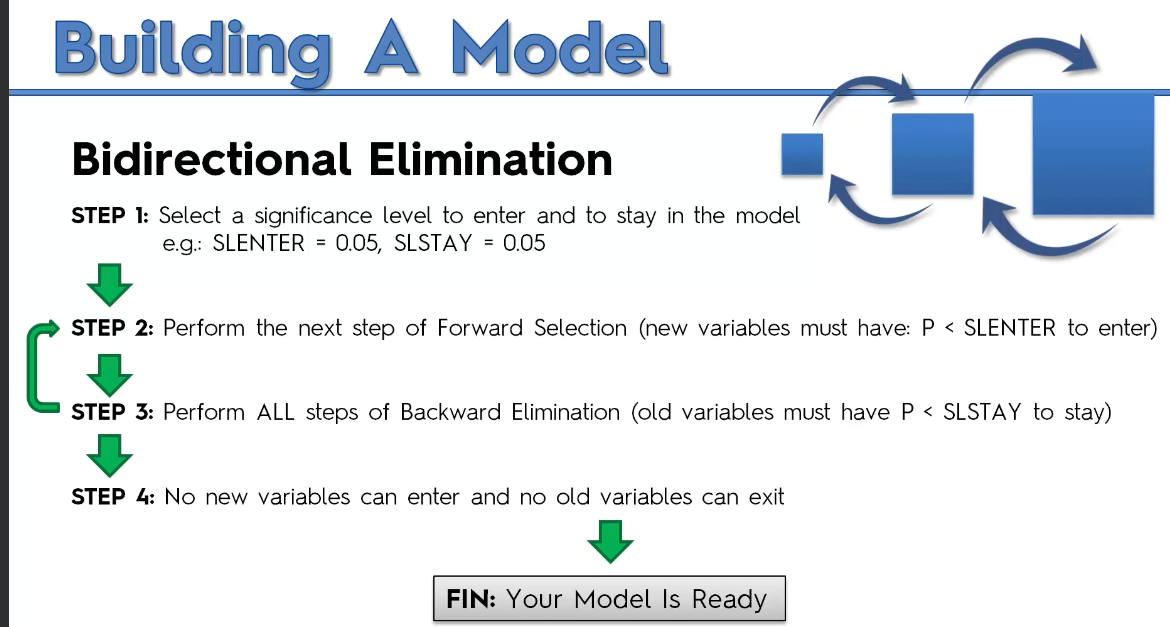 Building A Model
Bidirectional Elimination
STEP 1: Select a significance level to enter and to stay in the model
e.g.: SLENTER = 0.05, SLSTAY = 0.05
STEP 2: Perform the next step of Forward Selection (new variables must have: P < SLENTER to enter)
STEP 3: Perform ALL steps of Backward Elimination (old variables must have P < SLSTAY to stay)
STEP 4: No new variables can enter and no old variables can exit
FIN: Your Model Is Ready